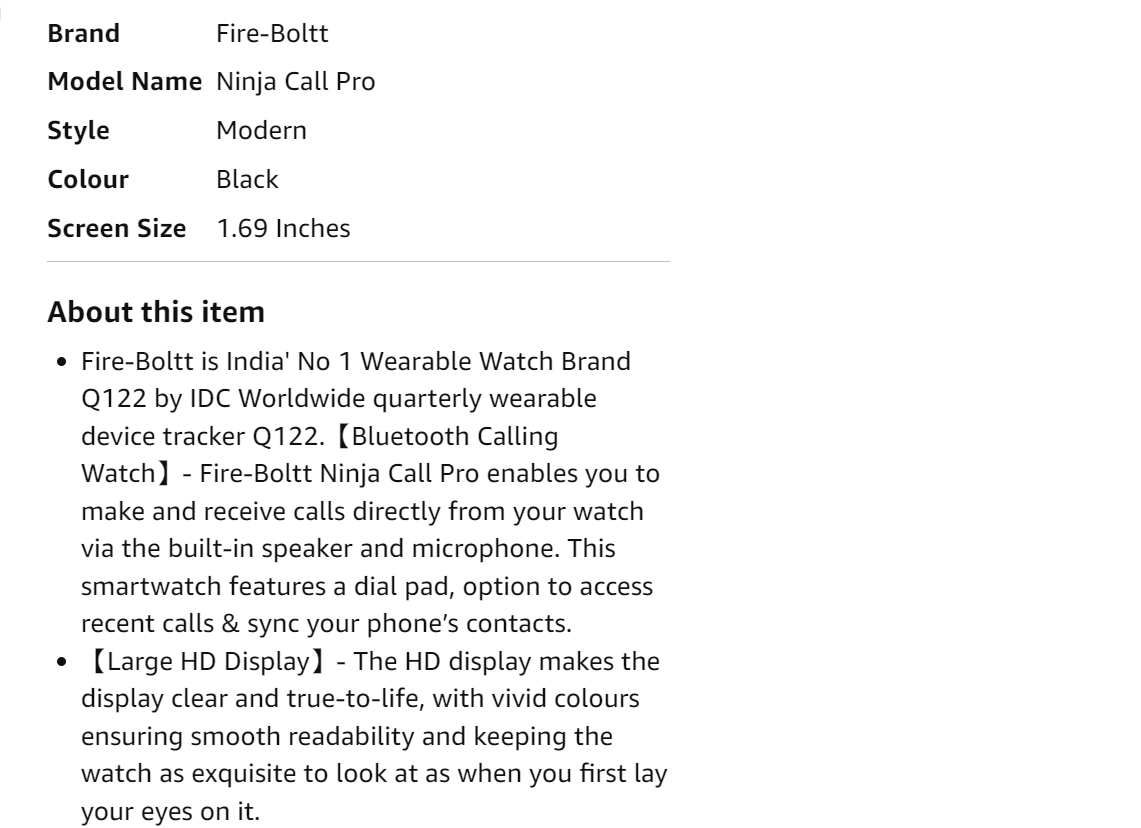 Brand Fire-Boltt
Model Name Ninja Call Pro
Style Modern
Colour Black
Screen Size 1.69 Inches
About this item
• Fire-Boltt is India' No 1 Wearable Watch Brand
Q122 by IDC Worldwide quarterly wearable
device tracker Q122.【Bluetooth Calling
Watch】- Fire-Boltt Ninja Call Pro enables you to
make and receive calls directly from your watch
via the built-in speaker and microphone. This
smartwatch features a dial pad, option to access
recent calls & sync your phone’s contacts.
• 【Large HD Display】- The HD display makes the
display clear and true-to-life, with vivid colours
ensuring smooth readability and keeping the
watch as exquisite to look at as when you first lay
your eyes on it.